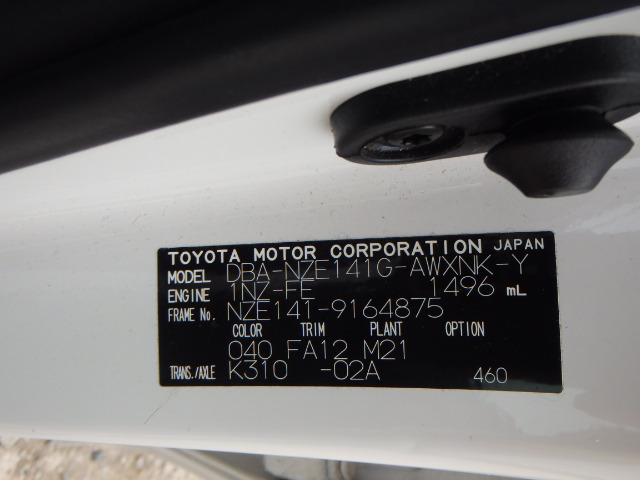 TOYOTA MOTOR CORPORATION JAPAN
MODEL DBA-NZE141G-AWXNK-Y
ENGINE 1NZ-FE 1496 mL
FRAME No. NZE141-9164875
COLOR TRIM PLANT OPTION
040 FA12 M21
TRANS./AXLE K310 -02A 460